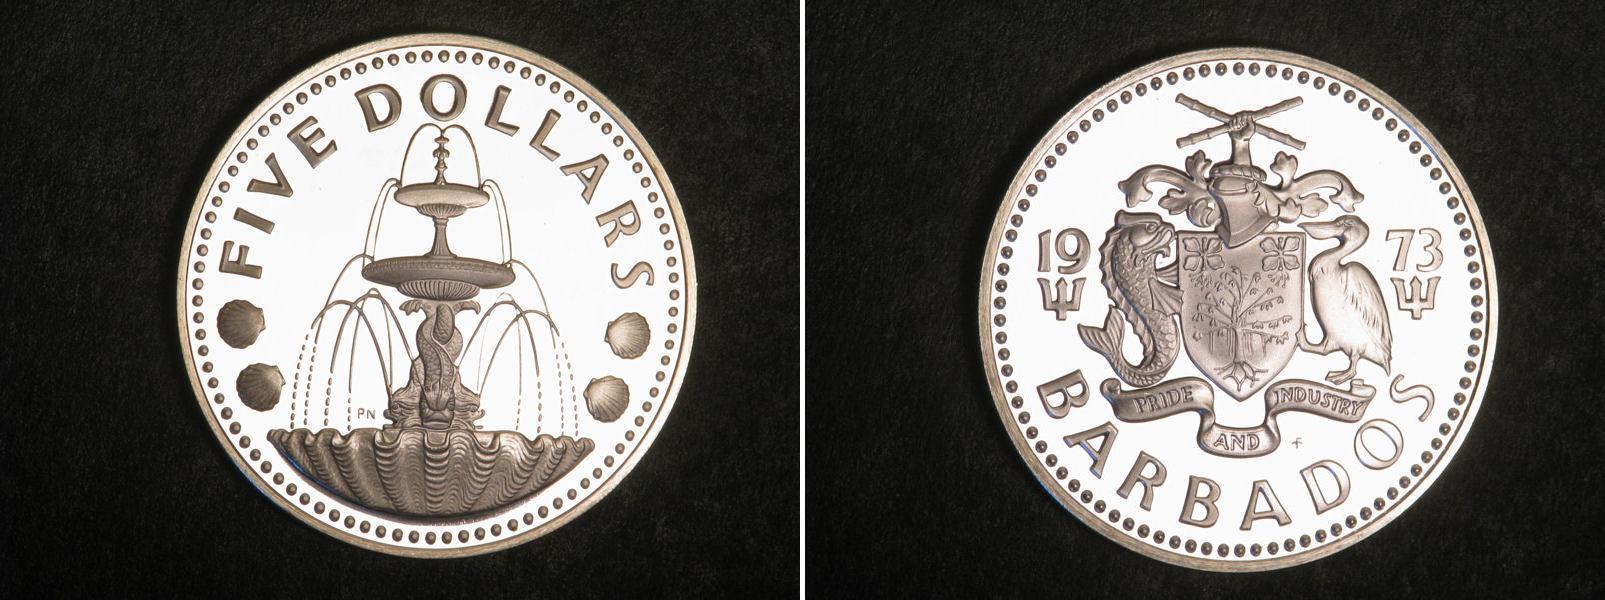 FIVE DOLLARS
PN
19 73
PRIDE AND INDUSTRY
F
BARBADOS